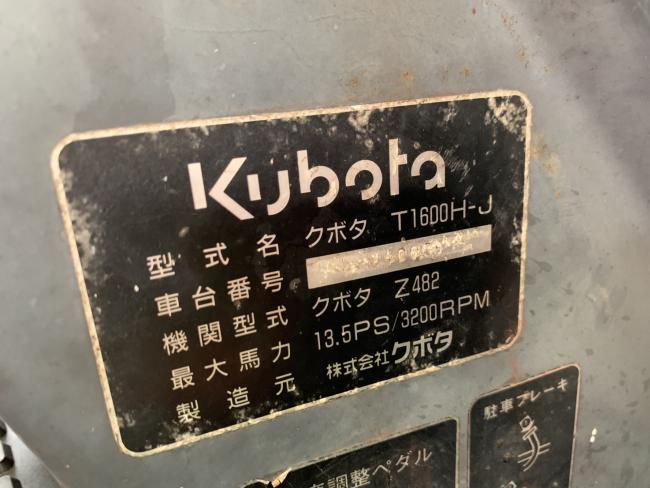 Kubota
型式名 クボタ T1600H-J
車台番号
機関型式 クボタ Z482
最大馬力 13.5PS/3200RPM
製造元 株式会社クボタ
駐車ブレーキ
調整ペダル